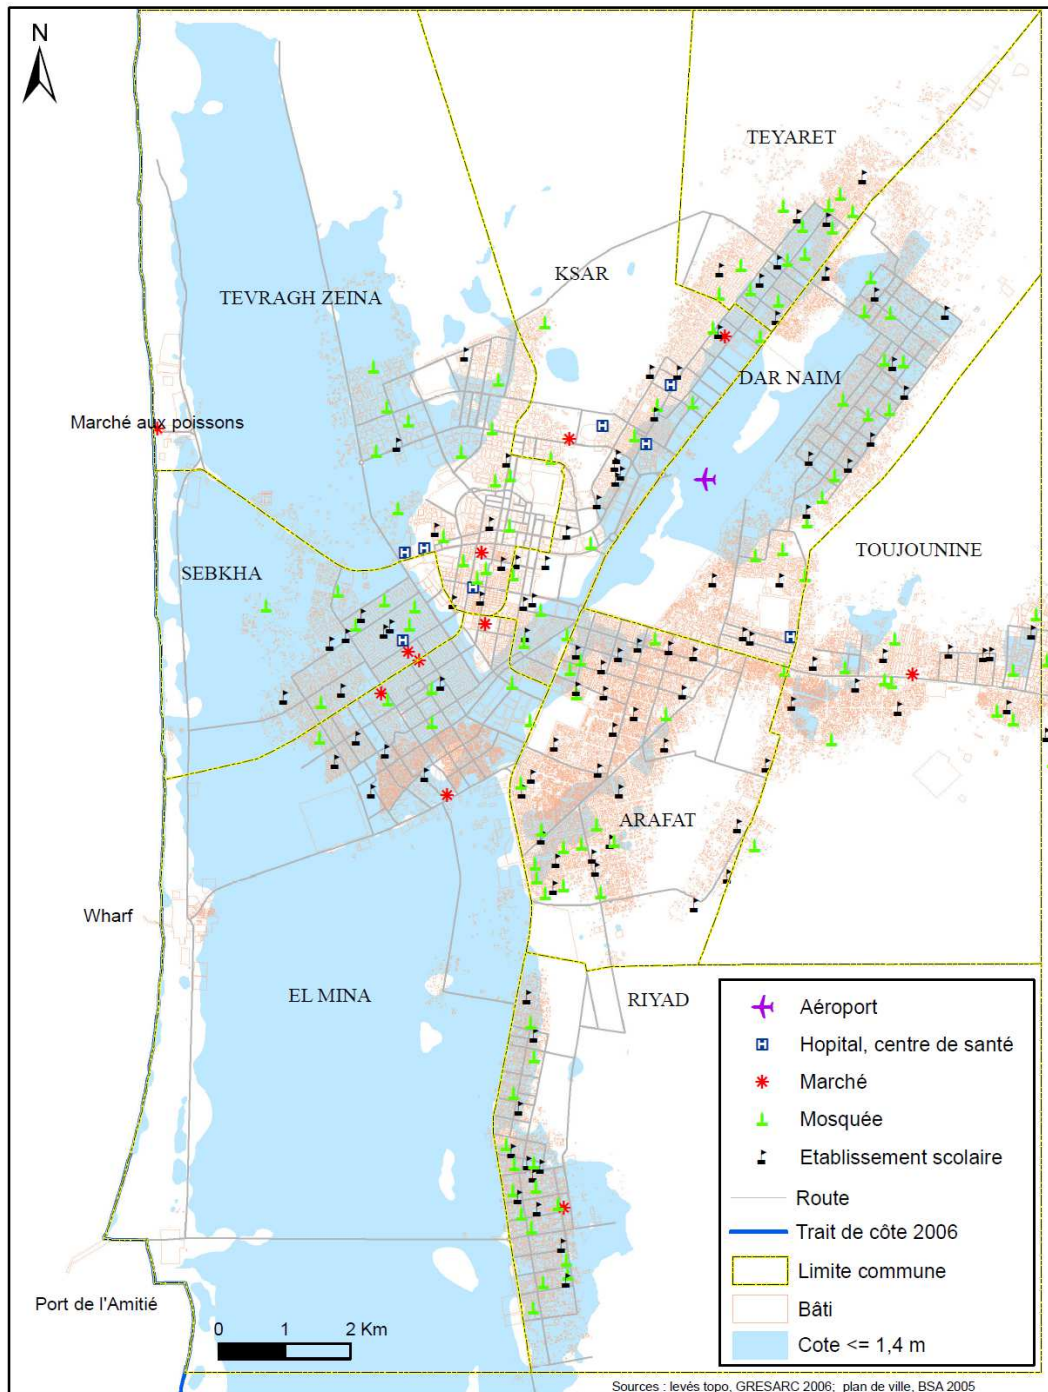 N
TEYARET
KSAR
TEVRAGH ZEINA
DAR NAIM
Marché aux poissons
TOUJOUNINE
SEBKHA
ARAFAT
Wharf
EL MINA
RIYAD
Port de l'Amitié
0 1 2 Km
Aéroport
H Hopital, centre de santé
Marché
Mosquée
Etablissement scolaire
Route
Trait de côte 2006
Limite commune
Bâti
Cote <= 1,4 m
Sources : levés topo, GRESARC 2006; plan de ville, BSA 2005